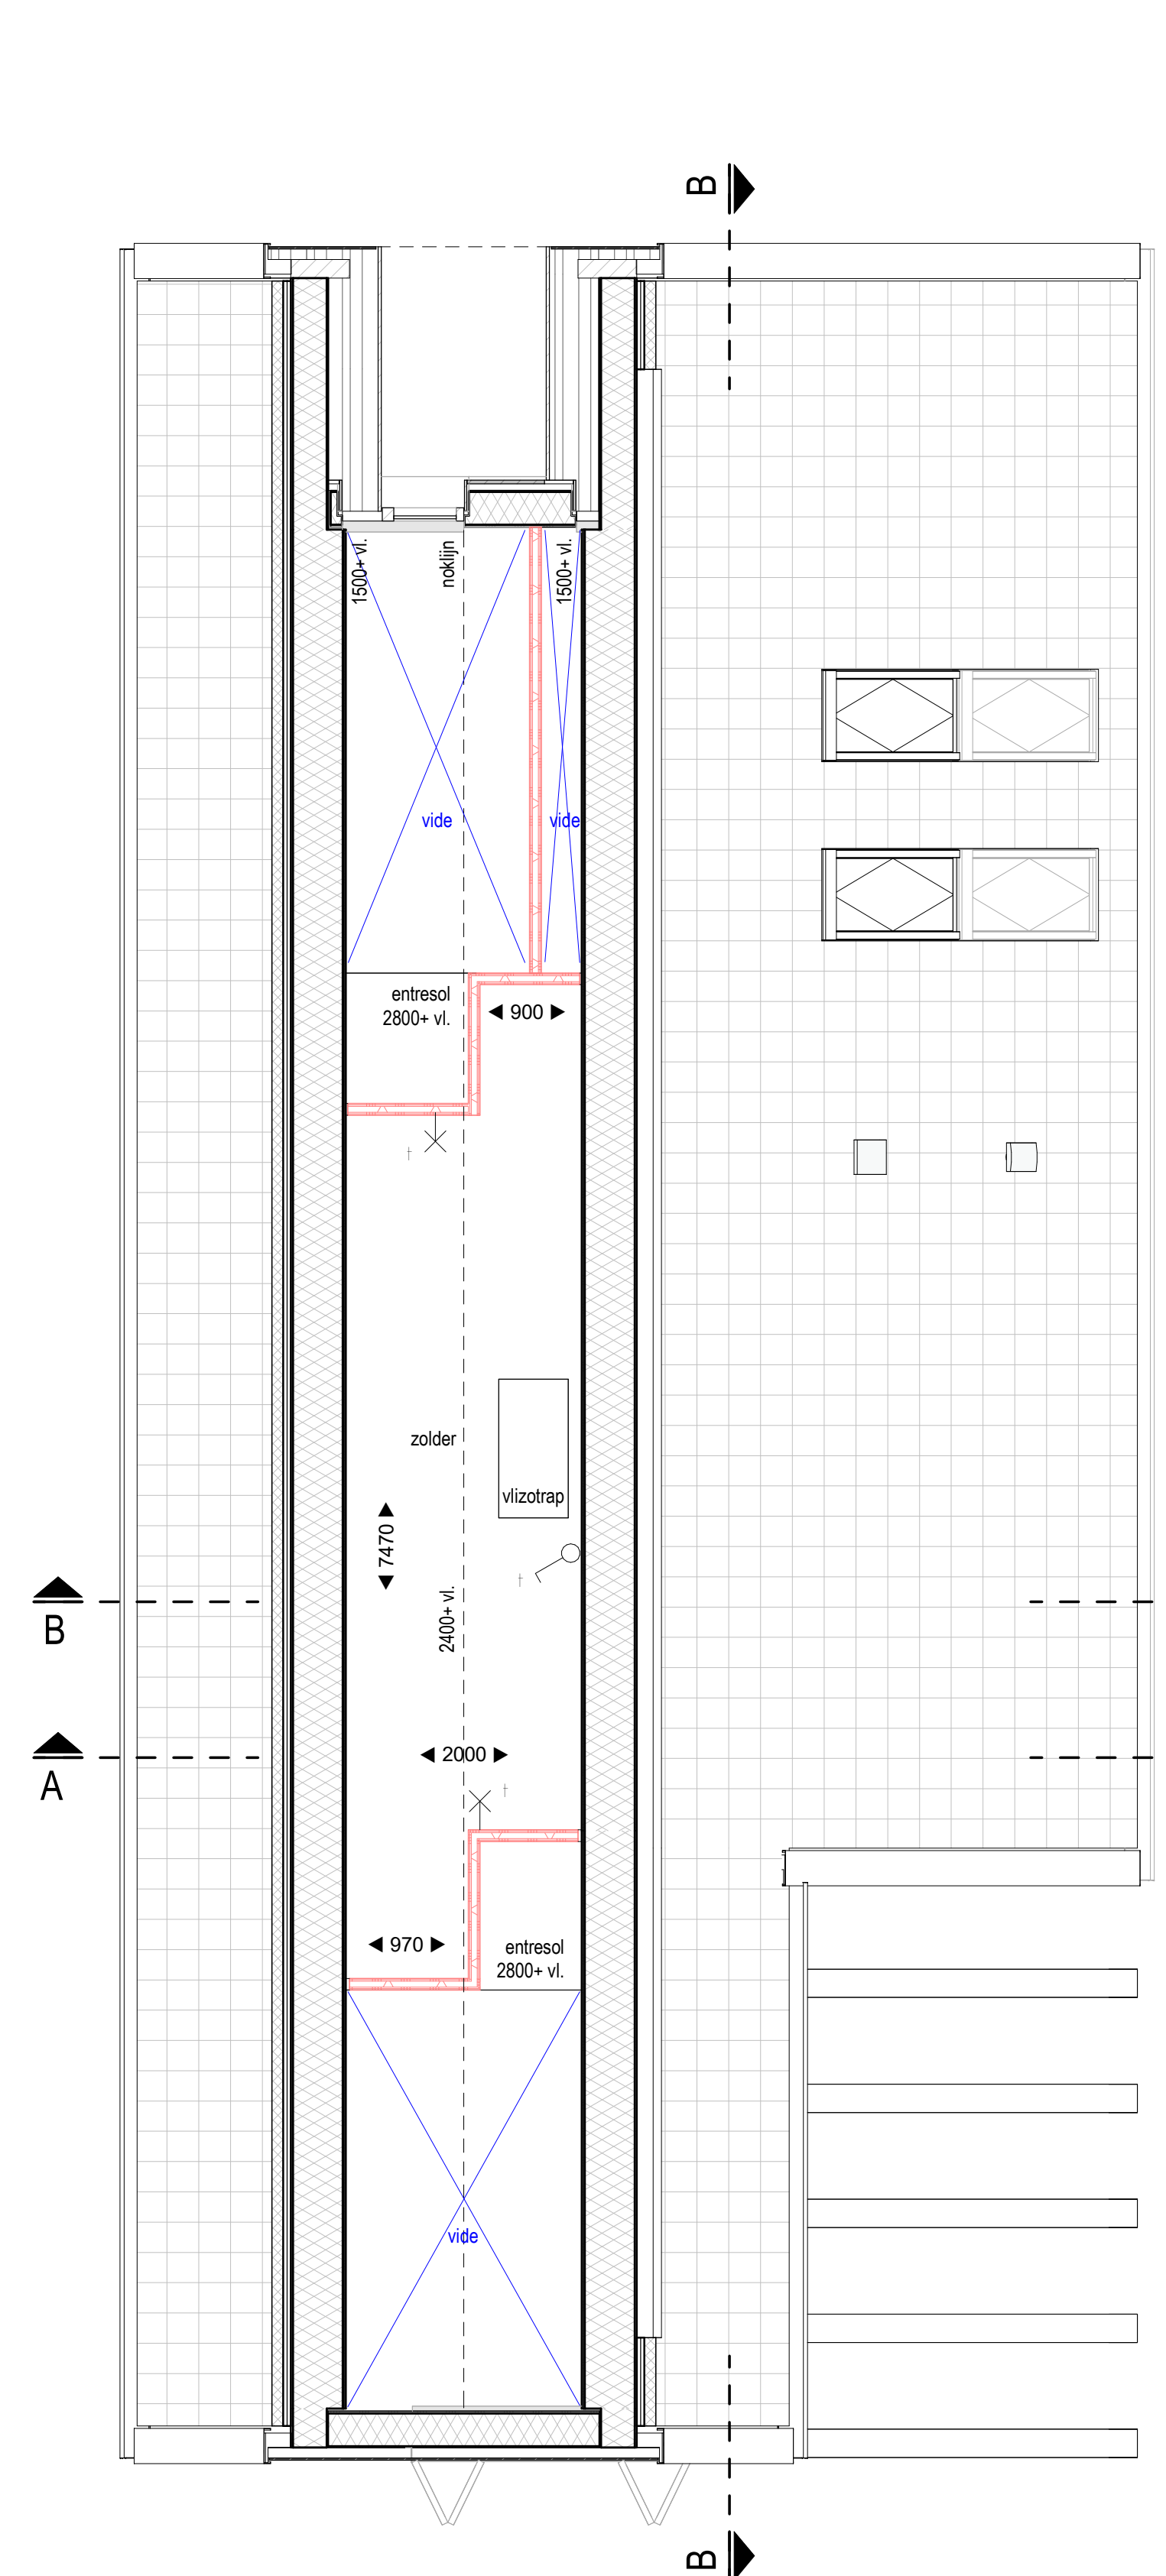 B
1500+ vl.
noklijn
1500+ vl.
vide
vide
entresol
2800+ vl.
900
zolder
vlizotrap
7470
2400+ vl.
B
A
2000
970
entresol
2800+ vl.
vide
B